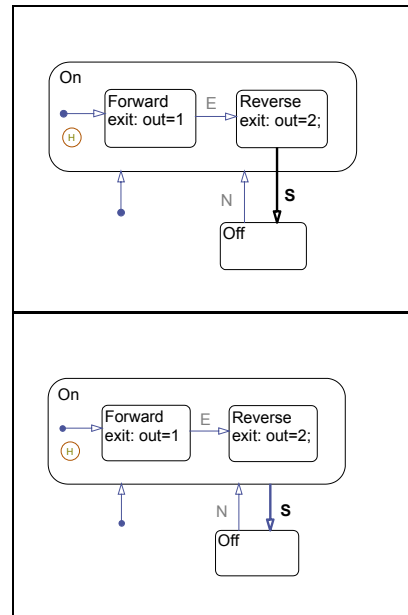 On
Forward
exit: out=1
E
Reverse
exit: out=2;
H
S
N
Off
On
Forward
exit: out=1
E
Reverse
exit: out=2;
H
S
N
Off